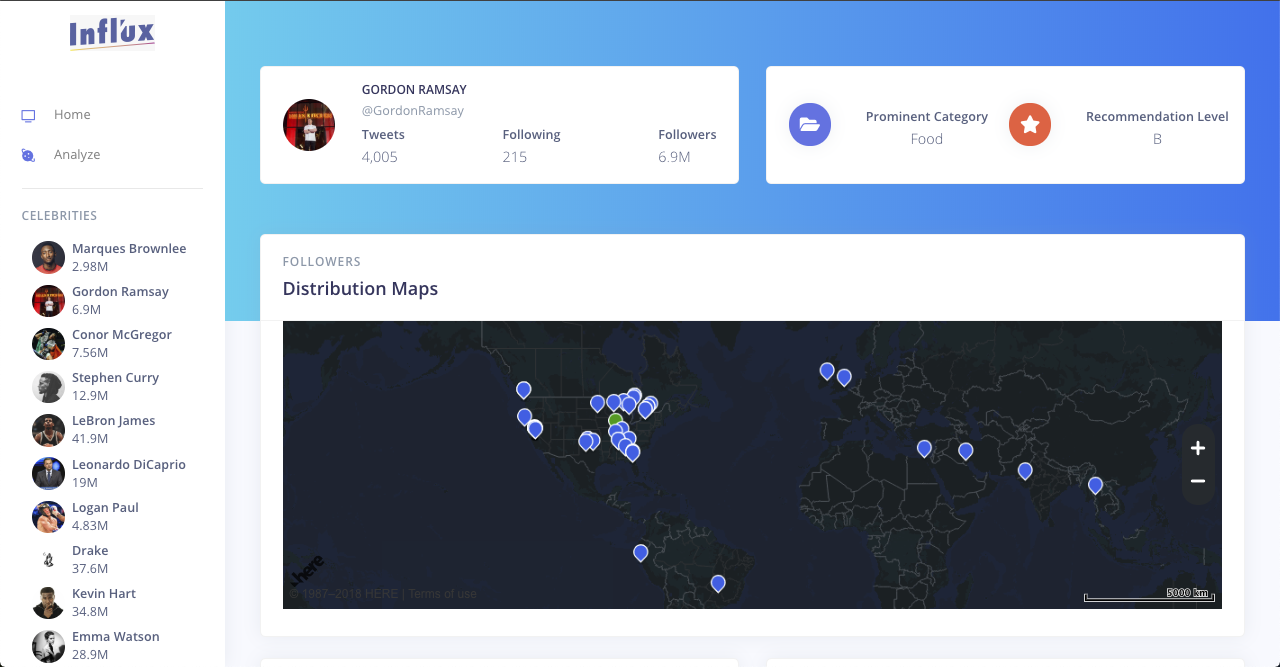 Influx
Home
Analyze
CELEBRITIES
Marques Brownlee
2.98M
Gordon Ramsay
6.9M
Conor McGregor
7.56M
Stephen Curry
12.9M
LeBron James
41.9M
Leonardo DiCaprio
19M
Logan Paul
4.83M
Drake
37.6M
Kevin Hart
34.8M
Emma Watson
28.9M
GORDON RAMSAY
@GordonRamsay
Tweets Following Followers
4,005 215 6.9M
Prominent Category Recommendation Level
Food B
FOLLOWERS
Distribution Maps
here
© 1987–2018 HERE | Terms of use
5000 km